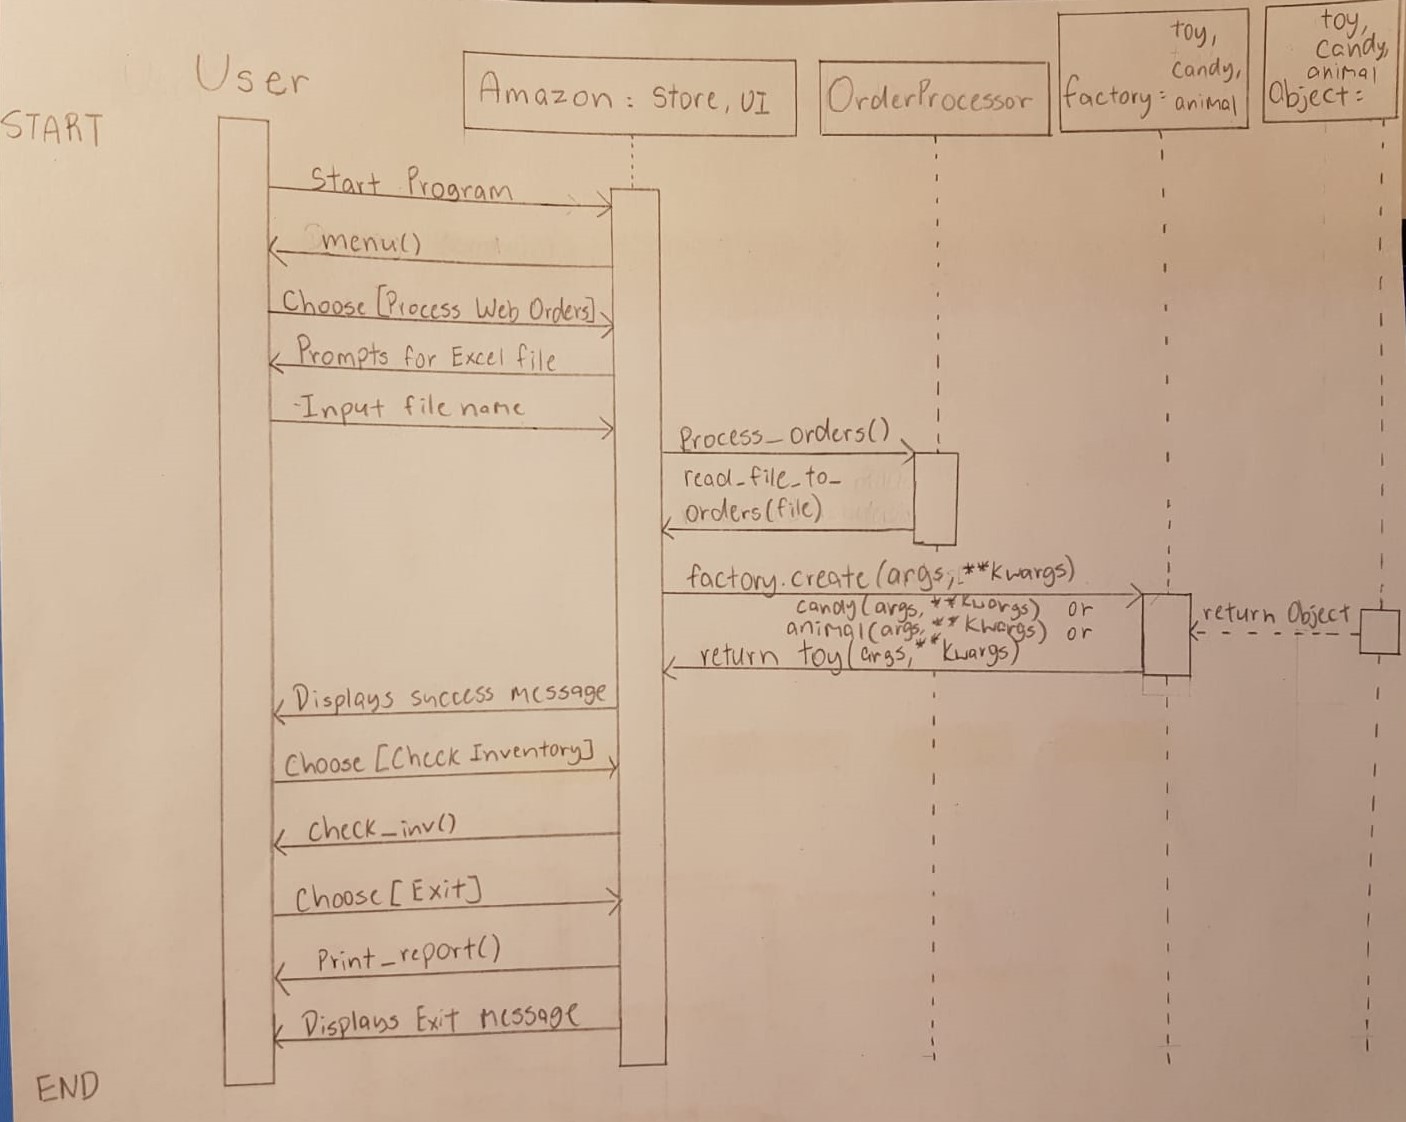 User
START
Amazon : Store, UI
OrderProcessor
toy,
candy,
factory: animal
toy,
candy,
animal
Object:
Start Program
menu()
Choose [Process Web Orders]
Prompts for Excel file
-Input file name
Process_orders()
read_file_to_
orders(file)
factory.create(args, **kwargs)
candy(args, **kwargs) or
animal(args, **kwargs) or
return toy(args, **kwargs)
return Object
Displays success message
Choose [Check Inventory]
Check_inv()
Choose [Exit]
Print_report()
Displays Exit message
END